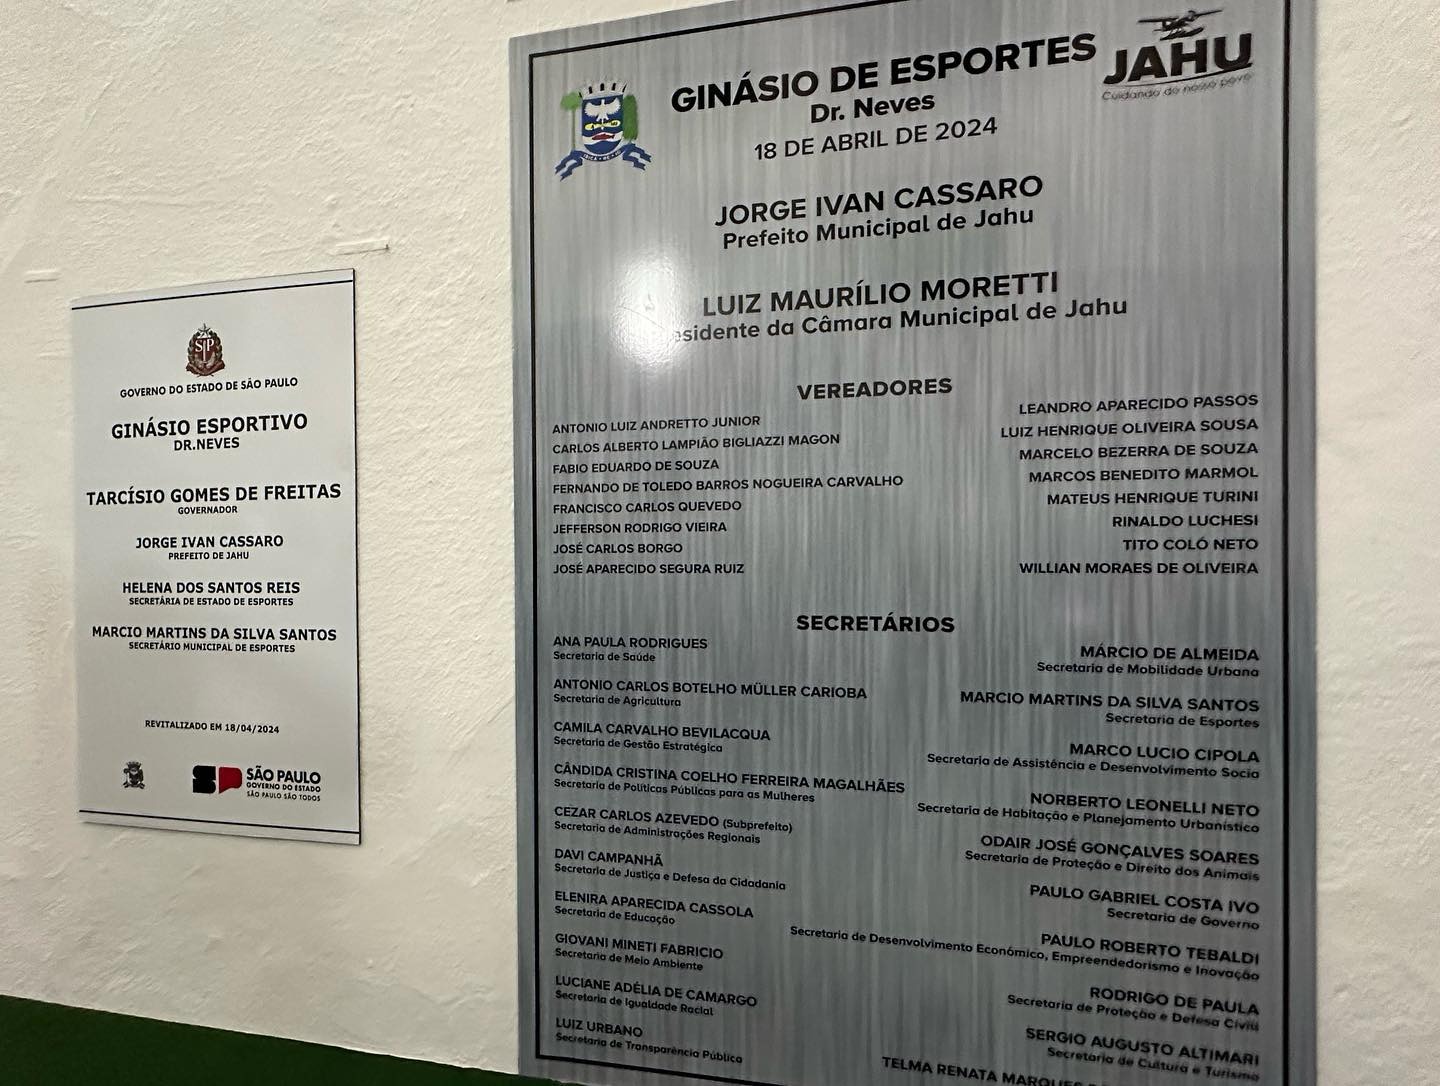 SP
GOVERNO DO ESTADO DE SÃO PAULO
GINÁSIO ESPORTIVO
DR.NEVES
TARCÍSIO GOMES DE FREITAS
GOVERNADOR
JORGE IVAN CASSARO
PREFEITO DE JAHU
HELENA DOS SANTOS REIS
SECRETÁRIA DE ESTADO DE ESPORTES
MARCIO MARTINS DA SILVA SANTOS
SECRETÁRIO MUNICIPAL DE ESPORTES
REVITALIZADO EM 18/04/2024
SÃO PAULO
GOVERNO DO ESTADO
SÃO PAULO SÃO TODOS
GINÁSIO DE ESPORTES
Dr. Neves
18 DE ABRIL DE 2024
JAHU
Cuidando do nosso povo
JORGE IVAN CASSARO
Prefeito Municipal de Jahu
LUIZ MAURÍLIO MORETTI
esidente da Câmara Municipal de Jahu
VEREADORES
ANTONIO LUIZ ANDRETTO JUNIOR
CARLOS ALBERTO LAMPIÃO BIGLIAZZI MAGON
FABIO EDUARDO DE SOUZA
FERNANDO DE TOLEDO BARROS NOGUEIRA CARVALHO
FRANCISCO CARLOS QUEVEDO
JEFFERSON RODRIGO VIEIRA
JOSÉ CARLOS BORGO
JOSÉ APARECIDO SEGURA RUIZ
LEANDRO APARECIDO PASSOS
LUIZ HENRIQUE OLIVEIRA SOUSA
MARCELO BEZERRA DE SOUZA
MARCOS BENEDITO MARMOL
MATEUS HENRIQUE TURINI
RINALDO LUCHESI
TITO COLÓ NETO
WILLIAN MORAES DE OLIVEIRA
SECRETÁRIOS
ANA PAULA RODRIGUES
Secretaria de Saúde
ANTONIO CARLOS BOTELHO MÜLLER CARIOBA
Secretaria de Agricultura
CAMILA CARVALHO BEVILACQUA
Secretaria de Gestão Estratégica
CÂNDIDA CRISTINA COELHO FERREIRA MAGALHÃES
Secretaria de Políticas Públicas para as Mulheres
CEZAR CARLOS AZEVEDO (Subprefeito)
Secretaria de Administrações Regionais
DAVI CAMPANHÃ
Secretaria de Justiça e Defesa da Cidadania
ELENIRA APARECIDA CASSOLA
Secretaria de Educação
GIOVANI MINETI FABRICIO
Secretaria de Meio Ambiente
LUCIANE ADÉLIA DE CAMARGO
Secretaria de Igualdade Racial
LUIZ URBANO
Secretaria de Transparência Pública
MÁRCIO DE ALMEIDA
Secretaria de Mobilidade Urbana
MARCIO MARTINS DA SILVA SANTOS
Secretaria de Esportes
MARCO LUCIO CIPOLA
Secretaria de Assistência e Desenvolvimento Socia
NORBERTO LEONELLI NETO
Secretaria de Habitação e Planejamento Urbanístico
ODAIR JOSÉ GONÇALVES SOARES
Secretaria de Proteção e Direito dos Animais
PAULO GABRIEL COSTA IVO
Secretaria de Governo
PAULO ROBERTO TEBALDI
Secretaria de Desenvolvimento Econômico, Empreendedorismo e Inovação
RODRIGO DE PAULA
Secretaria de Proteção e Defesa Civil
SERGIO AUGUSTO ALTIMARI
Secretaria de Cultura e Turismo
TELMA RENATA MARQUES